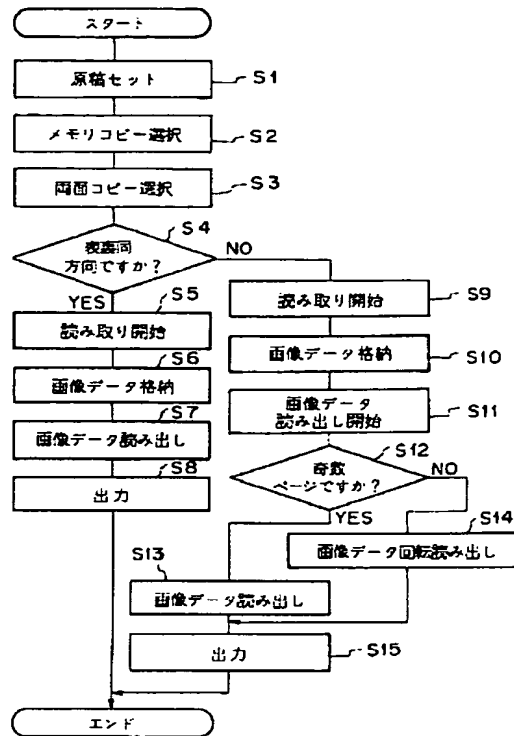 スタート
原稿セット
S1
メモリコピー選択
S2
両面コピー選択
S3
S4
表裏同
方向ですか?
NO
YES
S5
読み取り開始
S6
画像データ格納
S7
画像データ読み出し
S8
出力
読み取り開始
S9
画像データ格納
S10
画像データ
読み出し開始
S11
S12
奇数
ページですか?
NO
YES
S14
画像データ回転読み出し
S13
画像データ読み出し
出力
S15
エンド